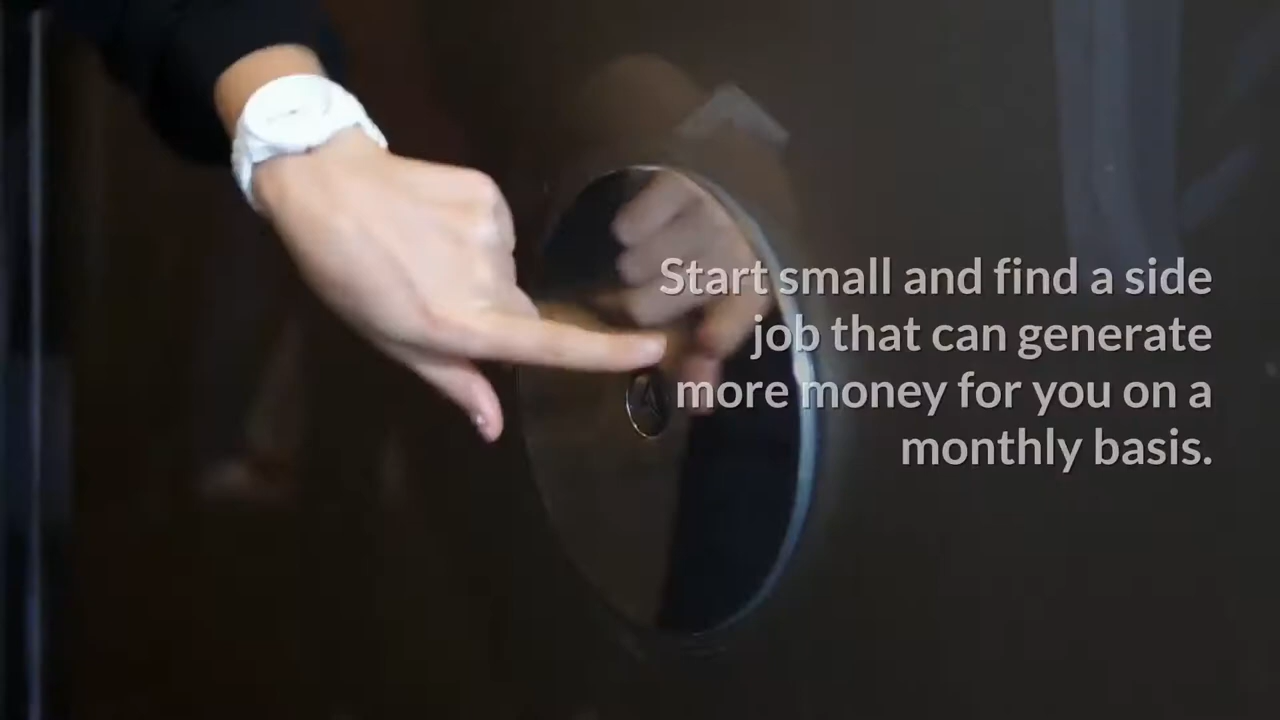 Start small and find a side
job that can generate
more money for you on a
monthly basis.